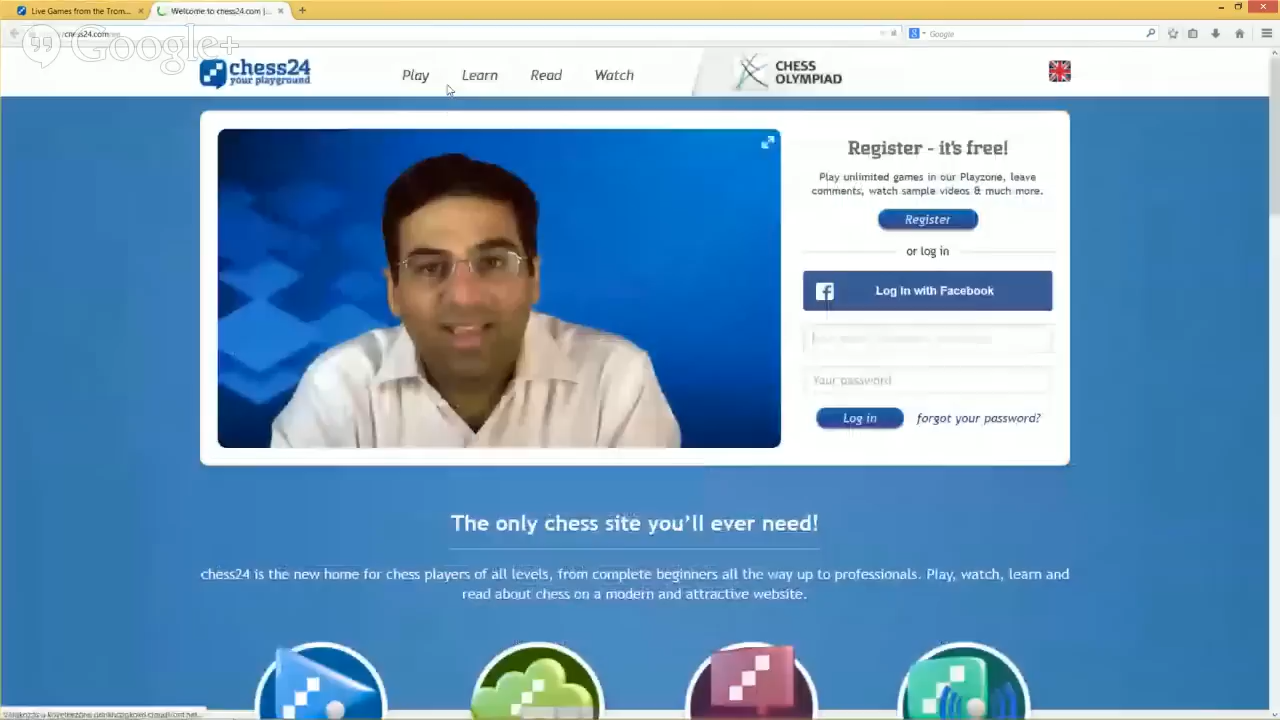 Live Games from the Trom...
Welcome to chess24.com |...
chess24.com
Google
Google+
chess24
your playground
Play
Learn
Read
Watch
CHESS
OLYMPIAD
Register - it's free!
Play unlimited games in our Playzone, leave
comments, watch sample videos & much more.
Register
or log in
Log in with Facebook
Your password
Log in
forgot your password?
The only chess site you'll ever need!
chess24 is the new home for chess players of all levels, from complete beginners all the way up to professionals. Play, watch, learn and
read about chess on a modern and attractive website.